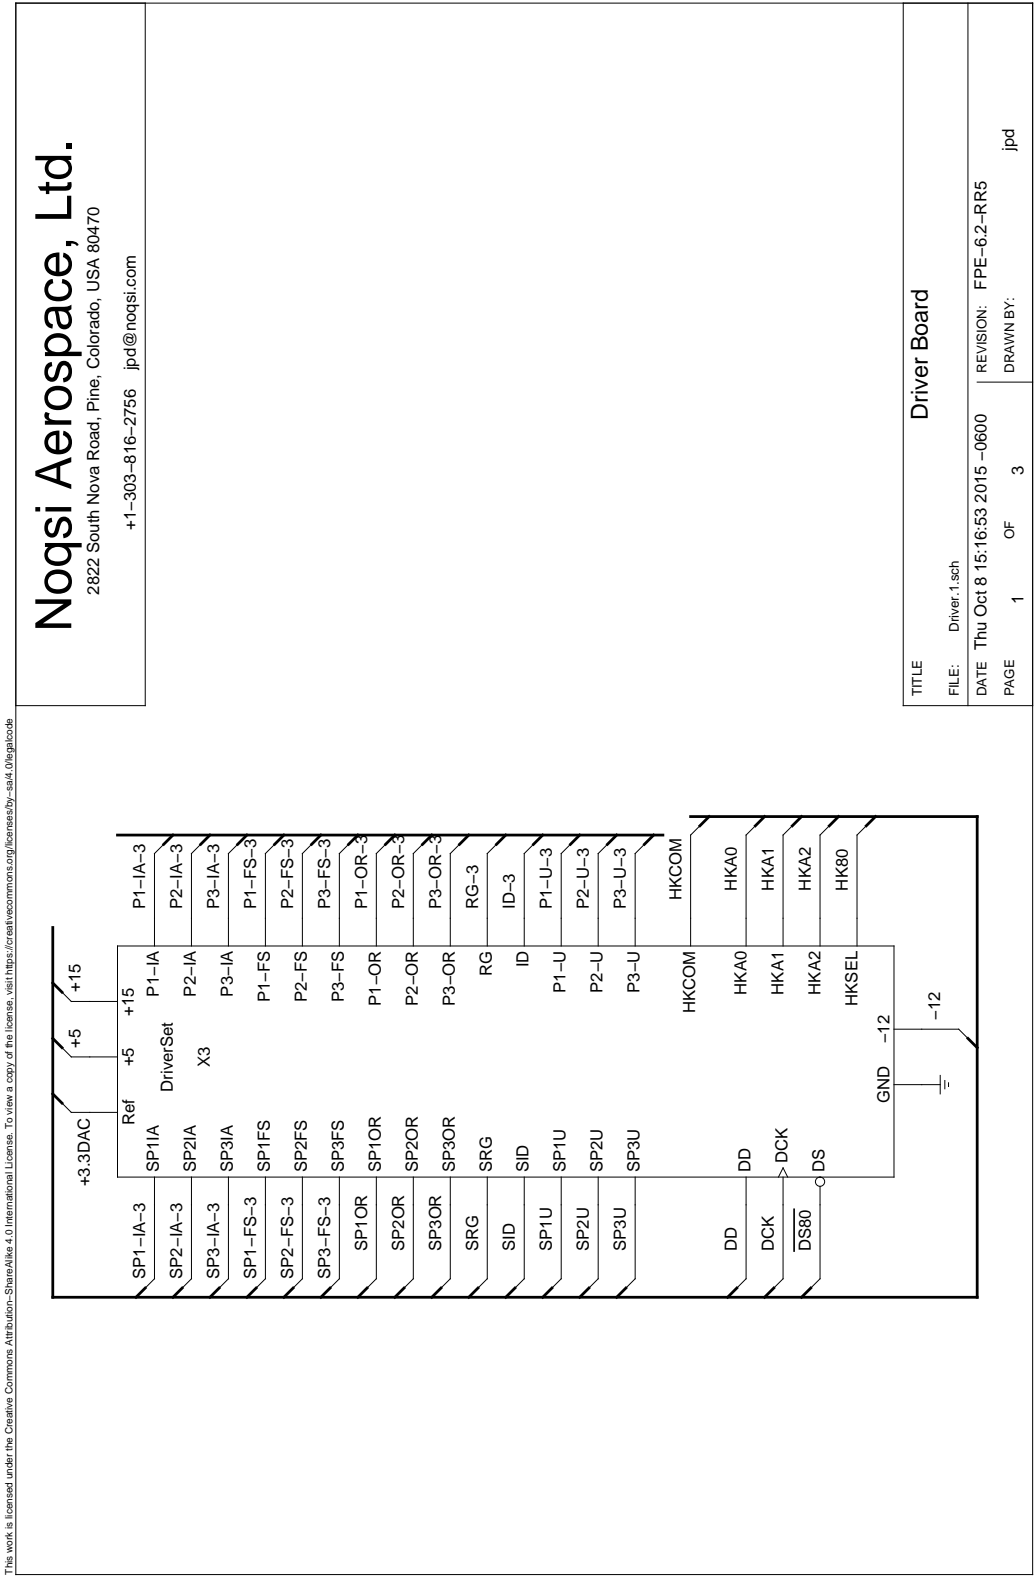 This work is licensed under the Creative Commons Attribution−ShareAlike 4.0 International License. To view a copy of the license, visit https://creativecommons.org/licenses/by−sa/4.0/legalcode
Noqsi Aerospace, Ltd.
2822 South Nova Road, Pine, Colorado, USA 80470
+1−303−816−2756 jpd@noqsi.com
+3.3DAC
+5
+15
Ref
+5
+15
DriverSet
X3
SP1−IA−3
SP1IA
P1−IA
P1−IA−3
SP2−IA−3
SP2IA
P2−IA
P2−IA−3
SP3−IA−3
SP3IA
P3−IA
P3−IA−3
SP1−FS−3
SP1FS
P1−FS
P1−FS−3
SP2−FS−3
SP2FS
P2−FS
P2−FS−3
SP3−FS−3
SP3FS
P3−FS
P3−FS−3
SP1OR
SP1OR
P1−OR
P1−OR−3
SP2OR
SP2OR
P2−OR
P2−OR−3
SP3OR
SP3OR
P3−OR
P3−OR−3
SRG
SRG
RG
RG−3
SID
SID
ID
ID−3
SP1U
SP1U
P1−U
P1−U−3
SP2U
SP2U
P2−U
P2−U−3
SP3U
SP3U
P3−U
P3−U−3
HKCOM
HKCOM
DD
DD
HKA0
HKA0
DCK
DCK
HKA1
HKA1
DS80
DS
HKA2
HKA2
HKSEL
HK80
GND
−12
−12
TITLE
Driver Board
FILE: Driver.1.sch
DATE Thu Oct 8 15:16:53 2015 −0600
REVISION: FPE−6.2−RR5
PAGE 1 OF 3
DRAWN BY: jpd